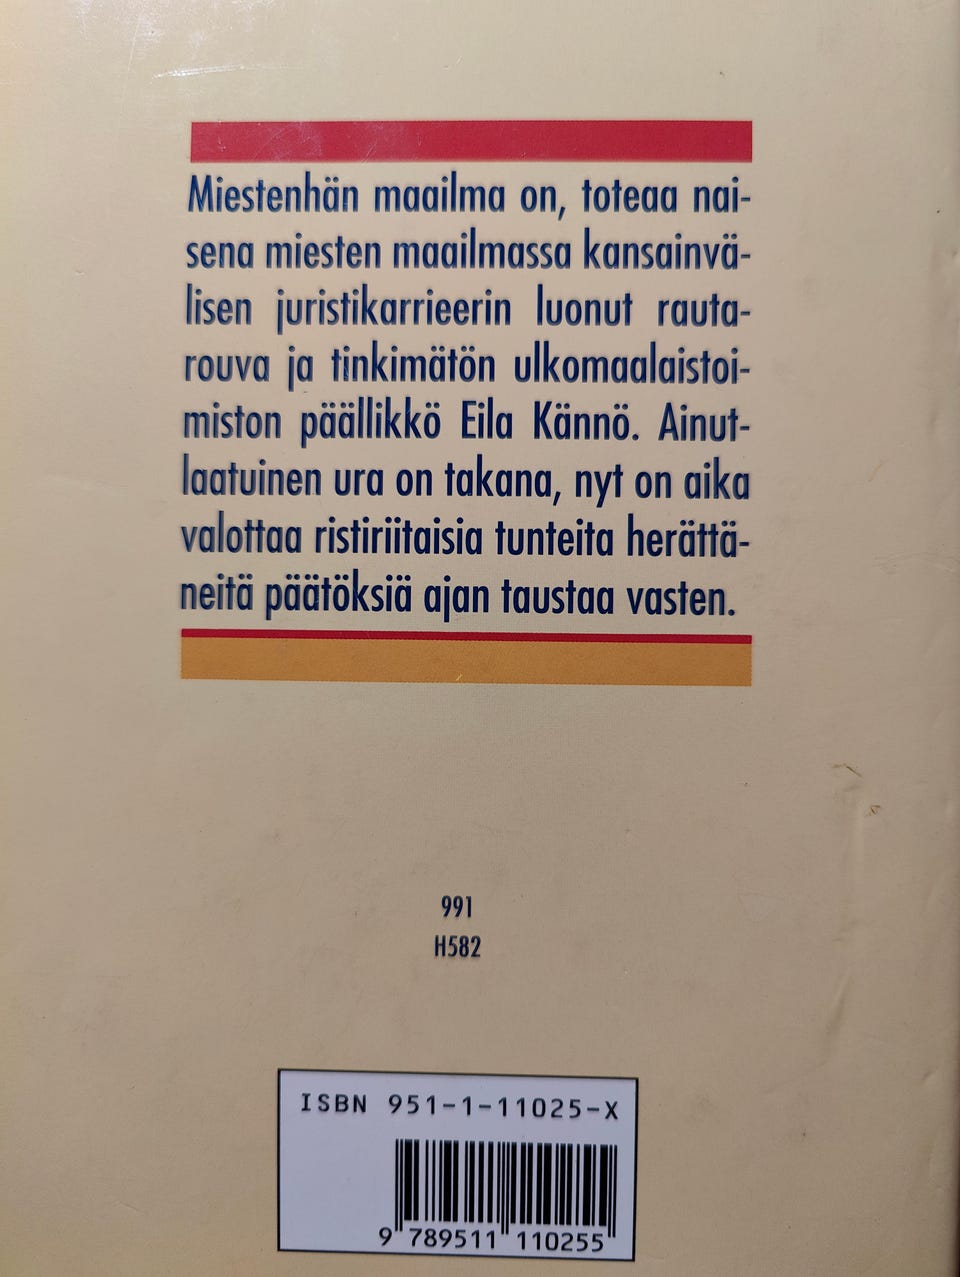 Miestenhän maailma on, toteaa nai-
sena miesten maailmassa kansainvä-
lisen juristikarrieerin luonut rauta-
rouva ja tinkimätön ulkomaalaistoi-
miston päällikkö Eila Kännö. Ainut-
laatuinen ura on takana, nyt on aika
valottaa ristiriitaisia tunteita herättä-
neitä päätöksiä ajan taustaa vasten.
991
H582
ISBN 951-1-11025-X
9 789511 110255